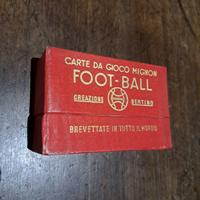 CARTE DA GIOCO MIGNON
FOOT-BALL
CREAZIONE BERTINO
BREVETTATE IN TUTTO IL MONDO